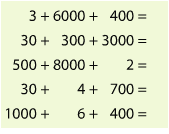 3 + 6000 + 400 =
30 + 300 + 3000 =
500 + 8000 + 2 =
30 + 4 + 700 =
1000 + 6 + 400 =